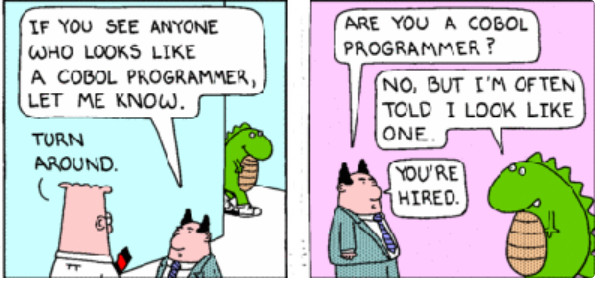 IF YOU SEE ANYONE
WHO LOOKS LIKE
A COBOL PROGRAMMER,
LET ME KNOW.
TURN
AROUND.
ARE YOU A COBOL
PROGRAMMER?
NO, BUT I'M OFTEN
TOLD I LOOK LIKE
ONE.
YOU'RE
HIRED.